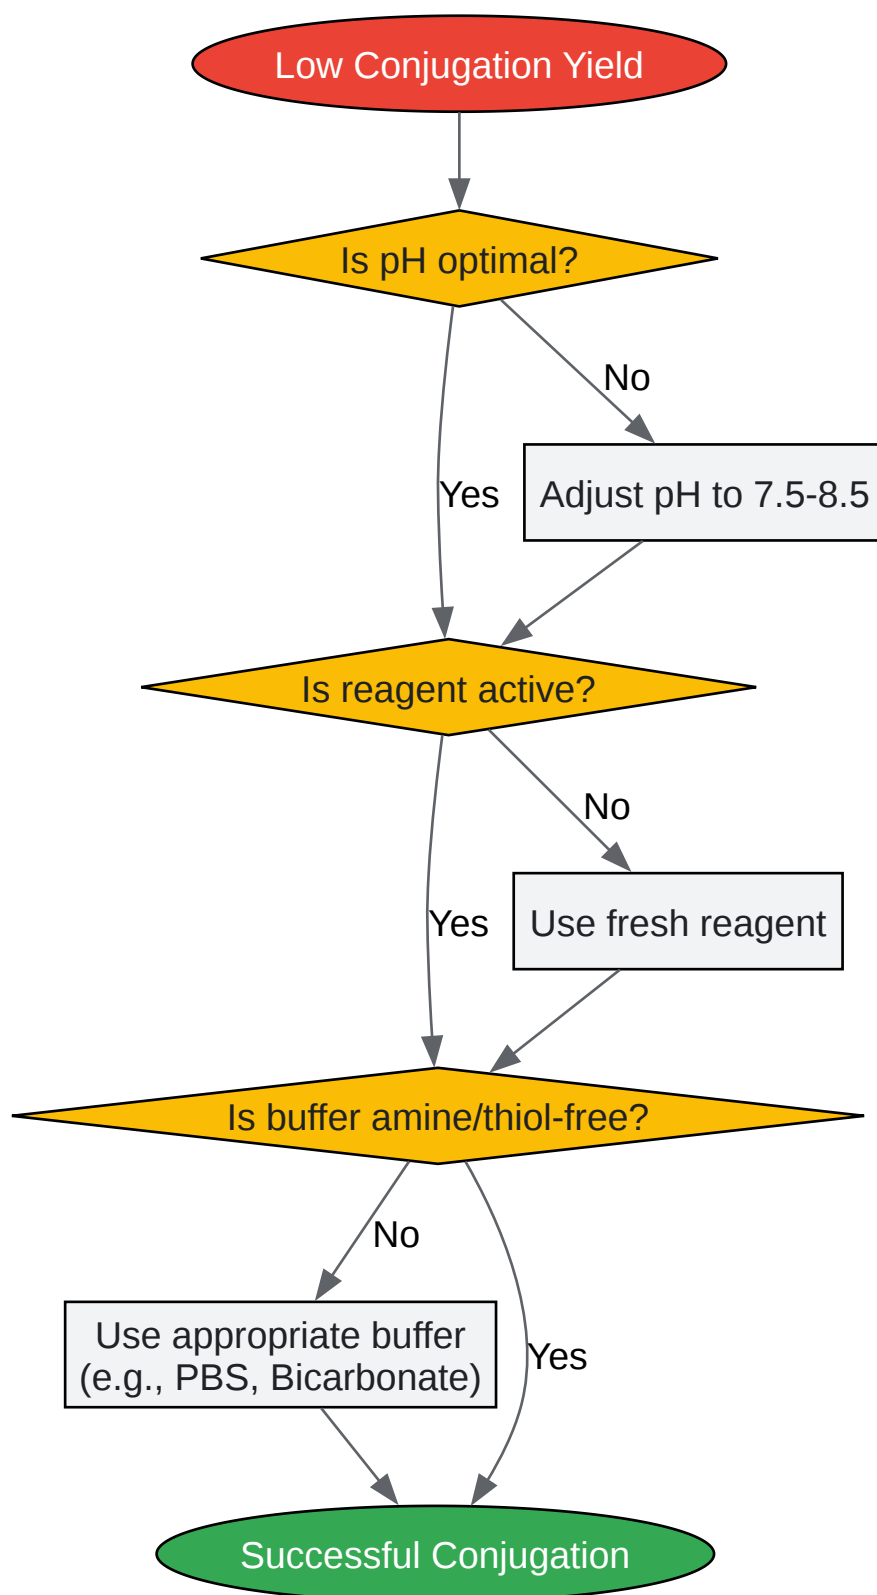 Low Conjugation Yield
Is pH optimal?
No
Yes
Adjust pH to 7.5-8.5
Is reagent active?
No
Yes
Use fresh reagent
Is buffer amine/thiol-free?
No
Use appropriate buffer
(e.g., PBS, Bicarbonate)
Yes
Successful Conjugation